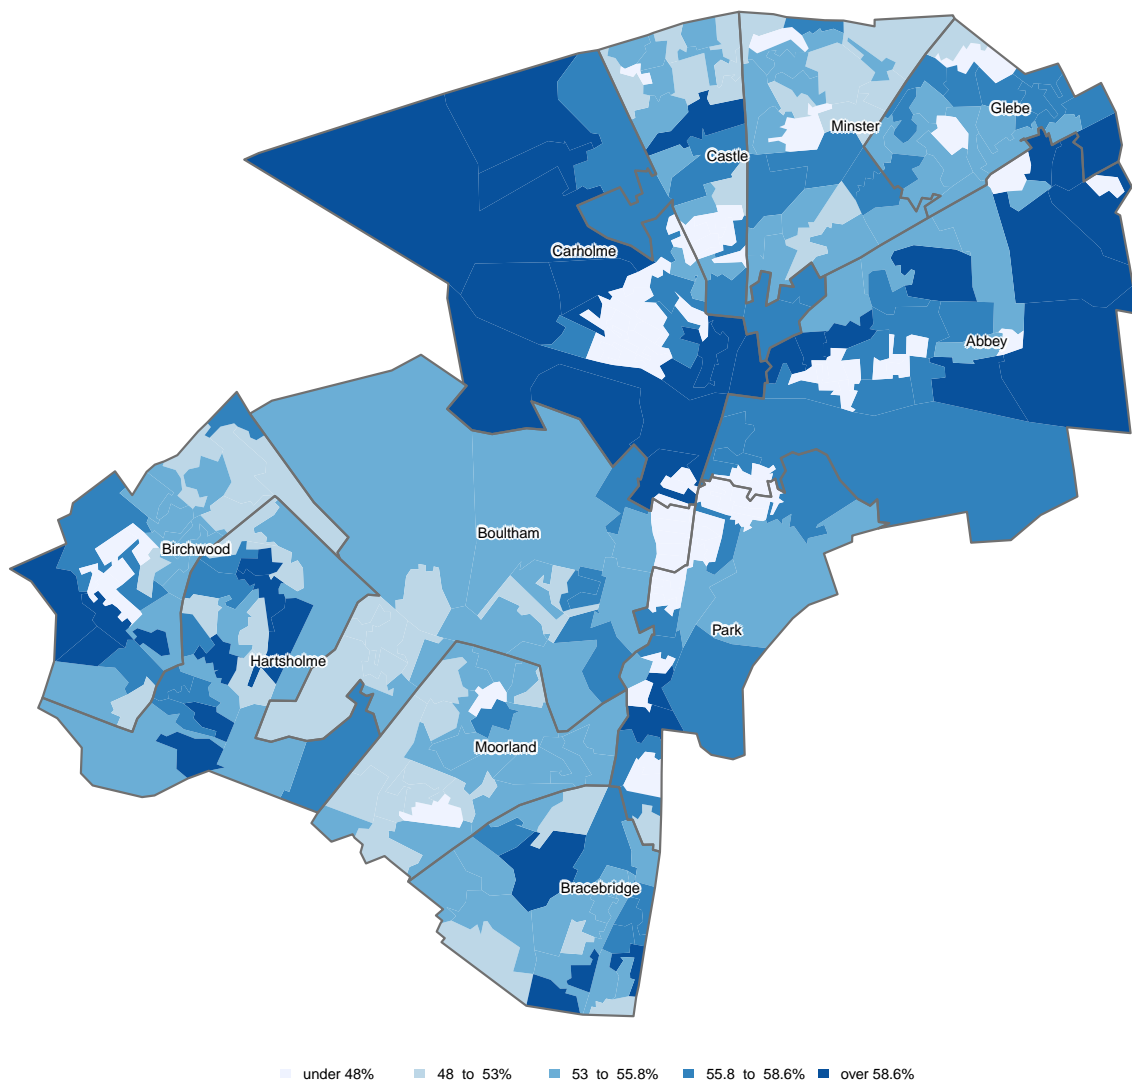 Glebe
Minster
Castle
Carholme
Abbey
Boultham
Birchwood
Park
Hartsholme
Moorland
Bracebridge
under 48% 48 to 53% 53 to 55.8% 55.8 to 58.6% over 58.6%